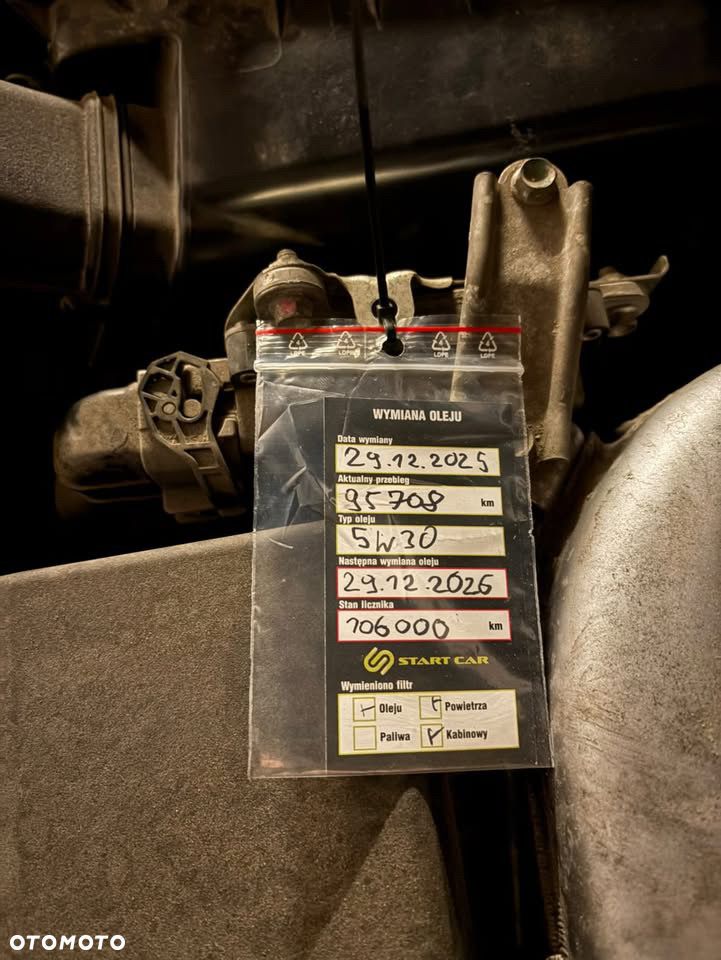 LDPE LDPE LDPE LDPE
WYMIANA OLEJU
Data wymiany
29.12.2025
Aktualny przebieg
95708 km
Typ oleju
5W30
Następna wymiana oleju
29.12.2026
Stan licznika
106000 km
START CAR
Wymieniono filtr
Oleju Powietrza
Paliwa Kabinowy
OTOMOTO